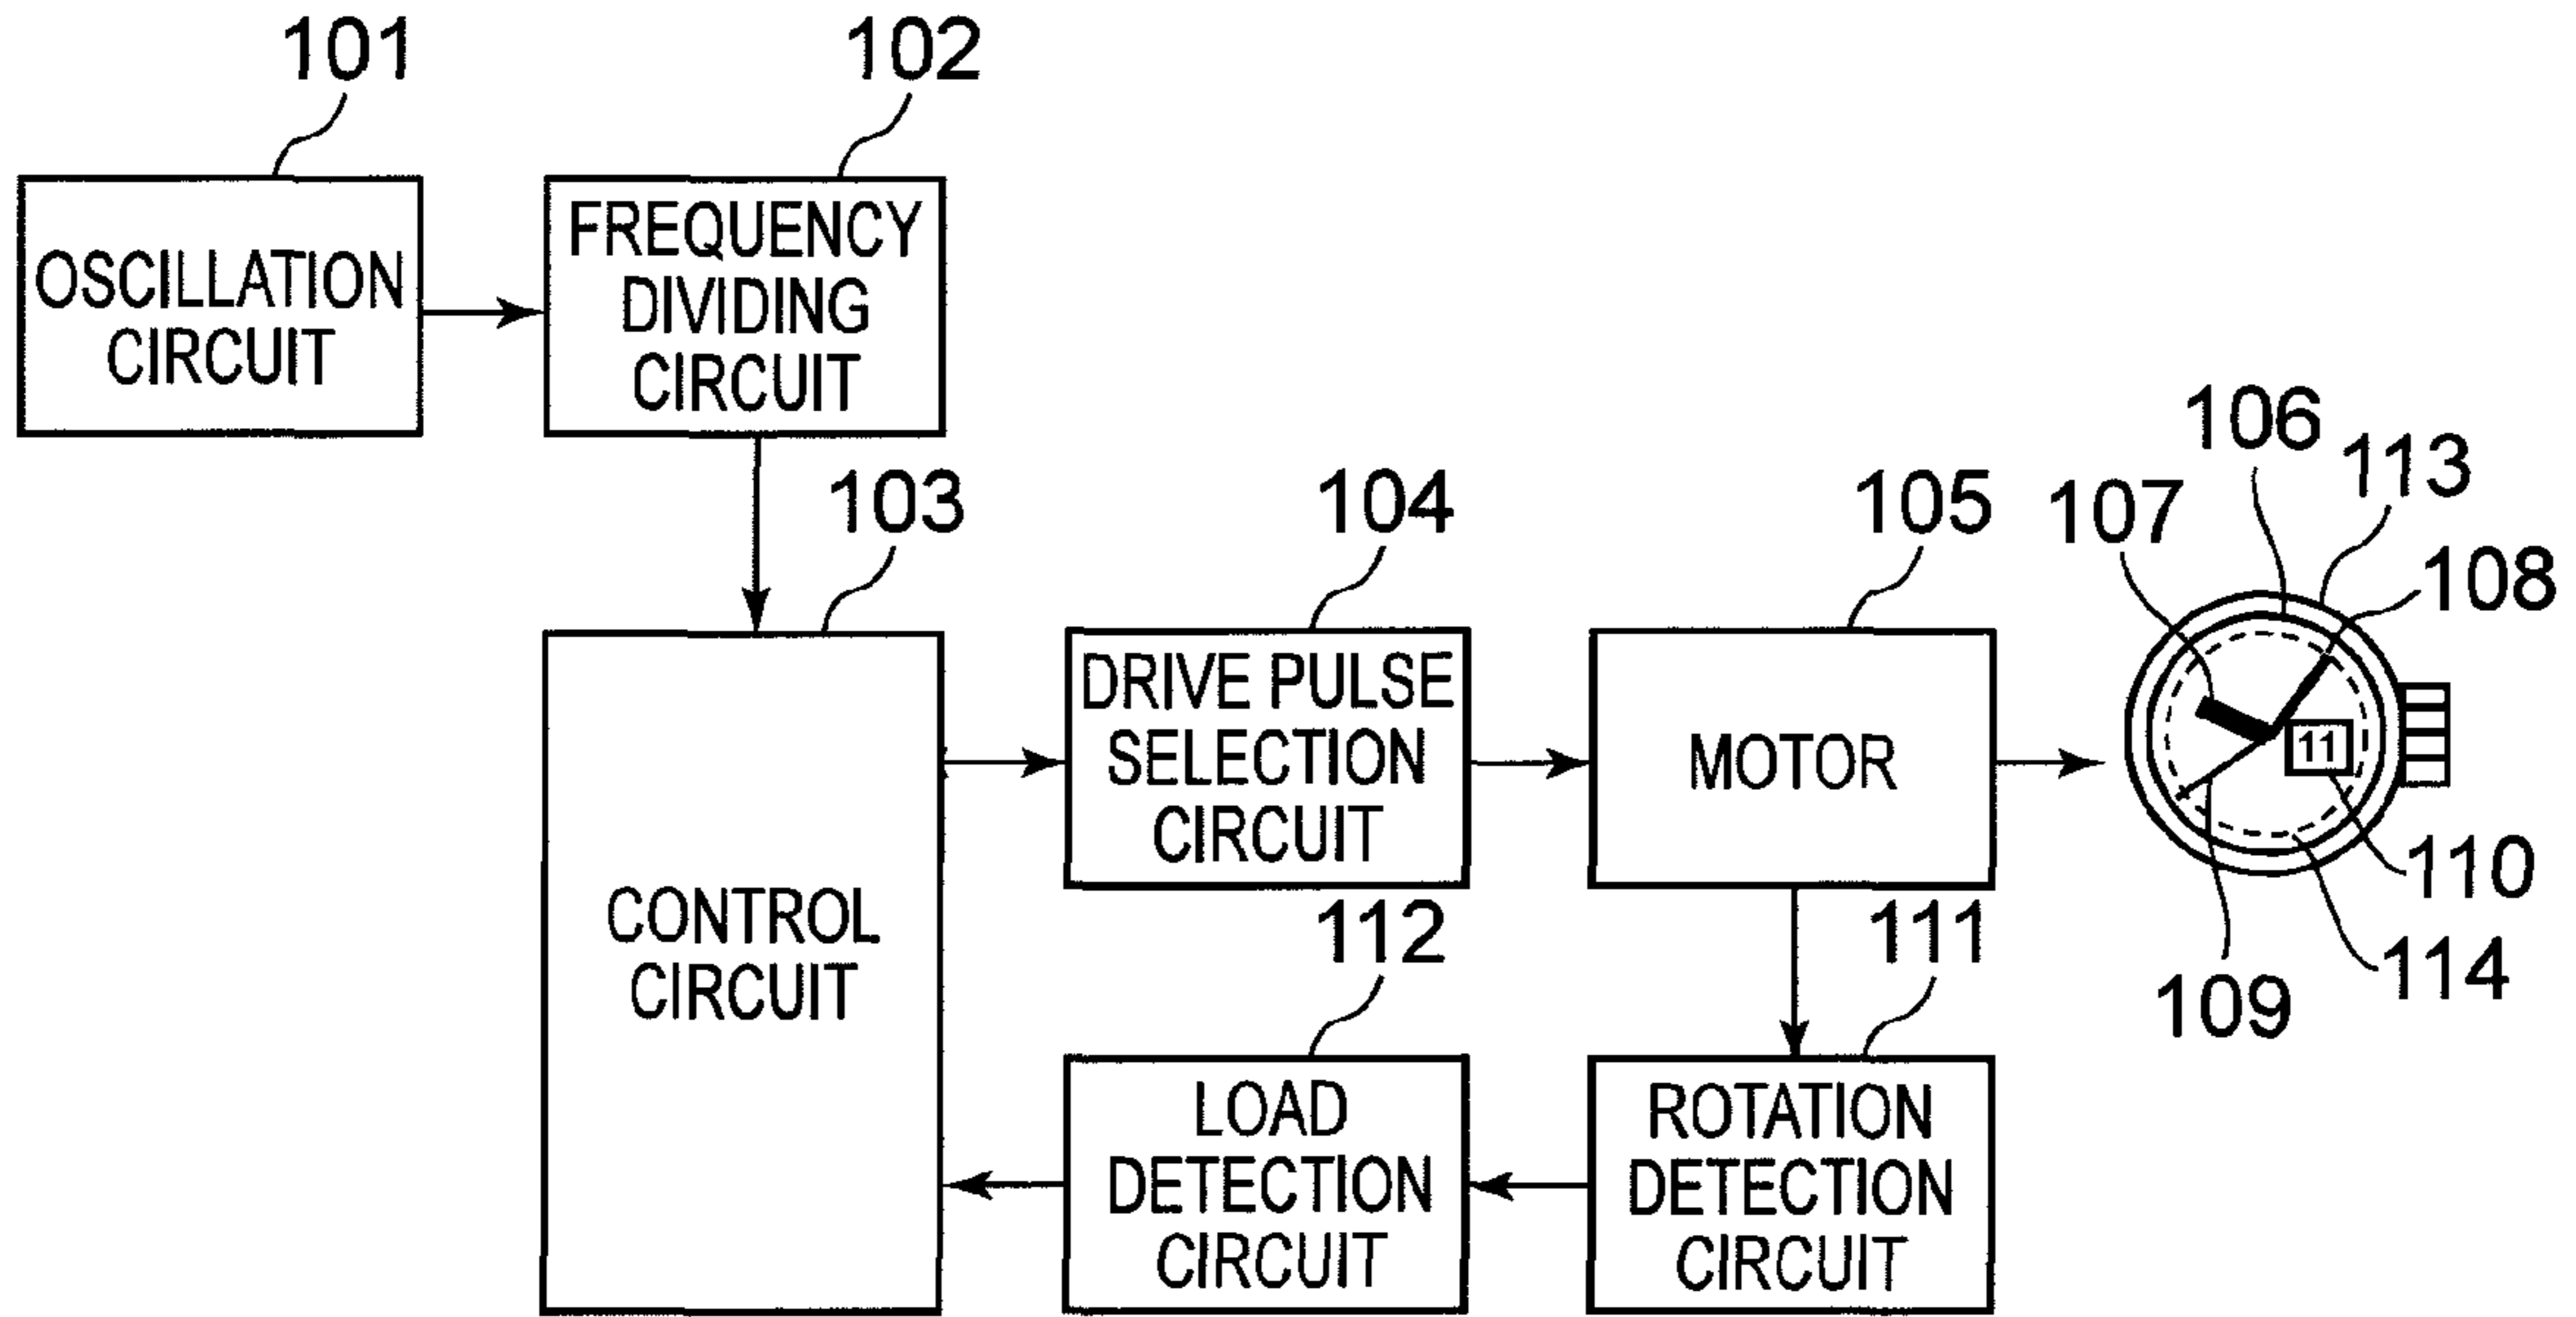 101
102
OSCILLATION
CIRCUIT
FREQUENCY
DIVIDING
CIRCUIT
103
104
105
106
113
107
108
CONTROL
CIRCUIT
DRIVE PULSE
SELECTION
CIRCUIT
MOTOR
11
110
114
109
112
111
LOAD
DETECTION
CIRCUIT
ROTATION
DETECTION
CIRCUIT